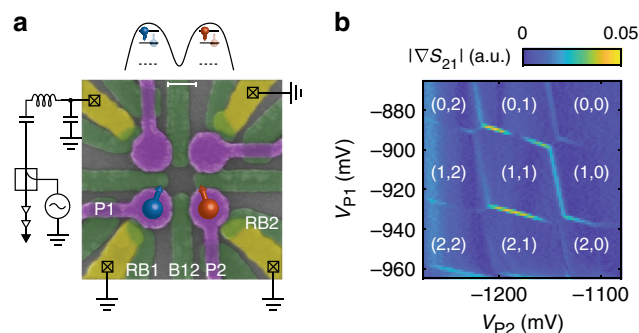 a
P1
RB1
B12
P2
RB2
b
|∇S21| (a.u.)
0
0.05
VP1 (mV)
−880
−900
−920
−940
−960
(0,2)
(0,1)
(0,0)
(1,2)
(1,1)
(1,0)
(2,2)
(2,1)
(2,0)
−1200
−1100
VP2 (mV)